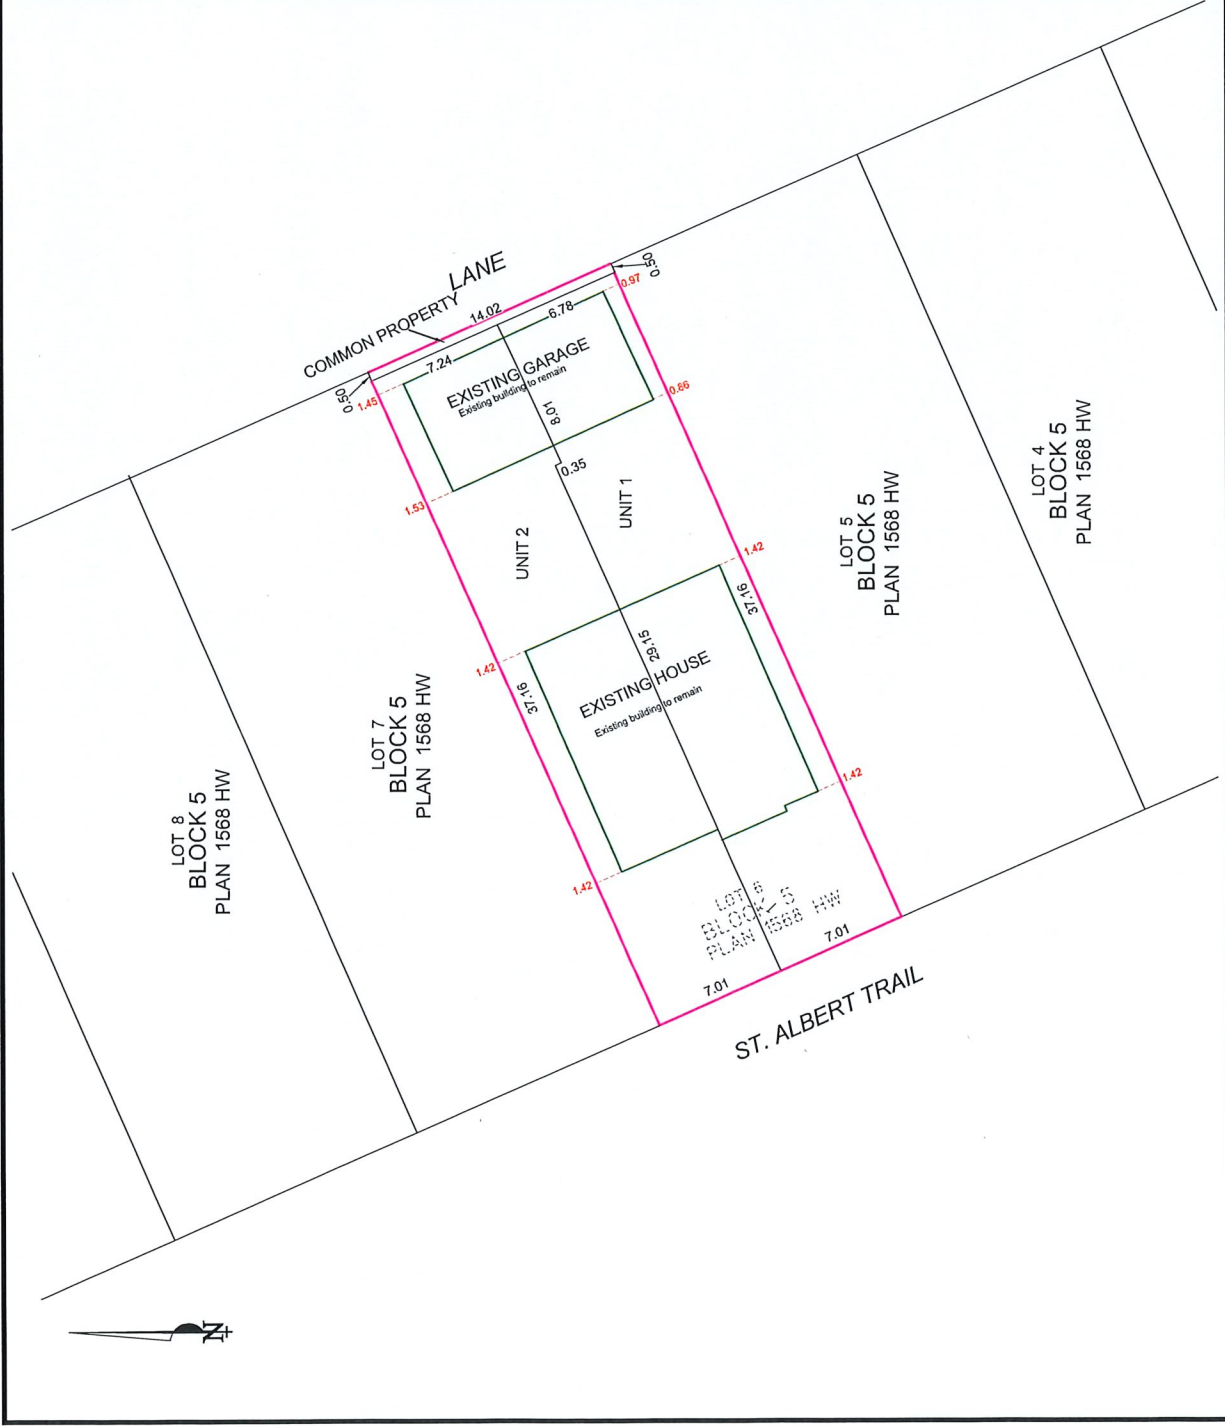 LANE
COMMON PROPERTY
14.02
0.50
0.50
0.97
6.78
7.24
1.45
0.86
EXISTING GARAGE
Existing building to remain
8.01
0.35
1.53
UNIT 1
UNIT 2
1.42
37.16
1.42
37.16
29.15
EXISTING HOUSE
Existing building to remain
1.42
1.42
LOT 6
BLOCK 5
PLAN 1568 HW
7.01
7.01
ST. ALBERT TRAIL
LOT 4
BLOCK 5
PLAN 1568 HW
LOT 5
BLOCK 5
PLAN 1568 HW
LOT 7
BLOCK 5
PLAN 1568 HW
LOT 8
BLOCK 5
PLAN 1568 HW
N